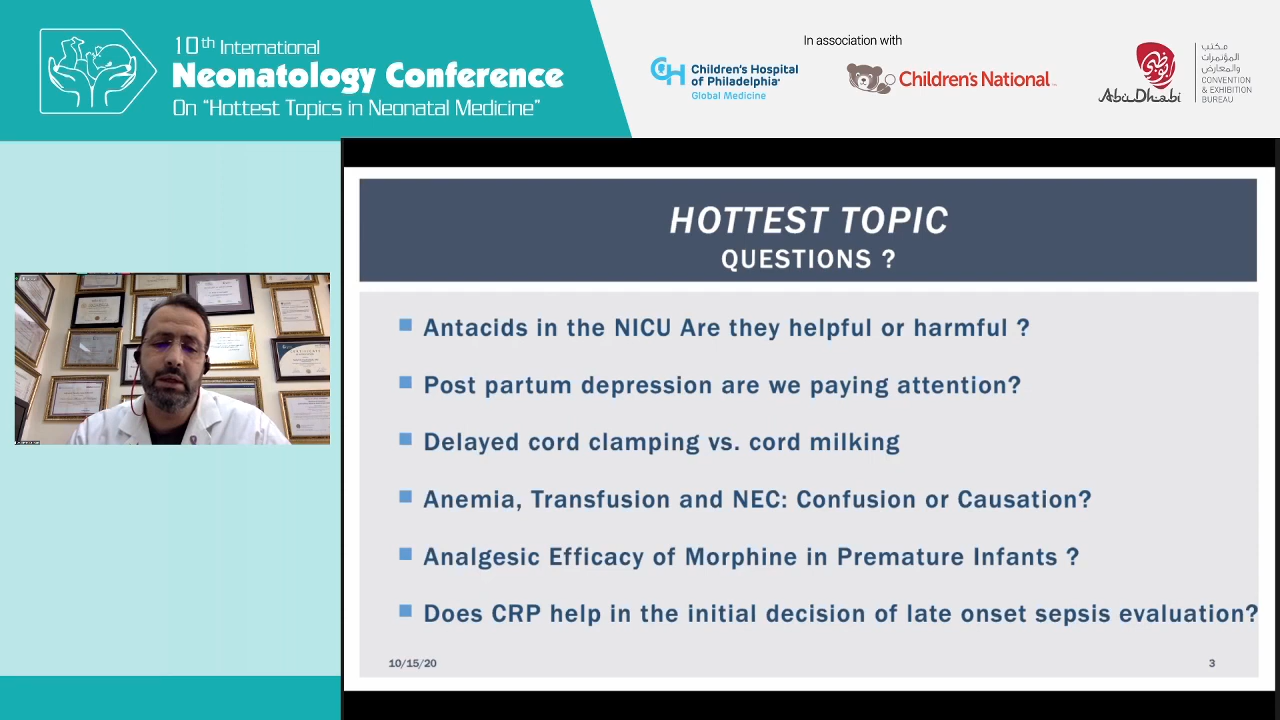 10th International
Neonatology Conference
On "Hottest Topics in Neonatal Medicine"
In association with
Children's Hospital
of Philadelphia
Global Medicine
Children's National
Abu Dhabi
مكتب
المؤتمرات
والمعارض
CONVENTION
& EXHIBITION
BUREAU
HOTTEST TOPIC
QUESTIONS ?
Antacids in the NICU Are they helpful or harmful ?
Post partum depression are we paying attention?
Delayed cord clamping vs. cord milking
Anemia, Transfusion and NEC: Confusion or Causation?
Analgesic Efficacy of Morphine in Premature Infants ?
Does CRP help in the initial decision of late onset sepsis evaluation?
10/15/20
3